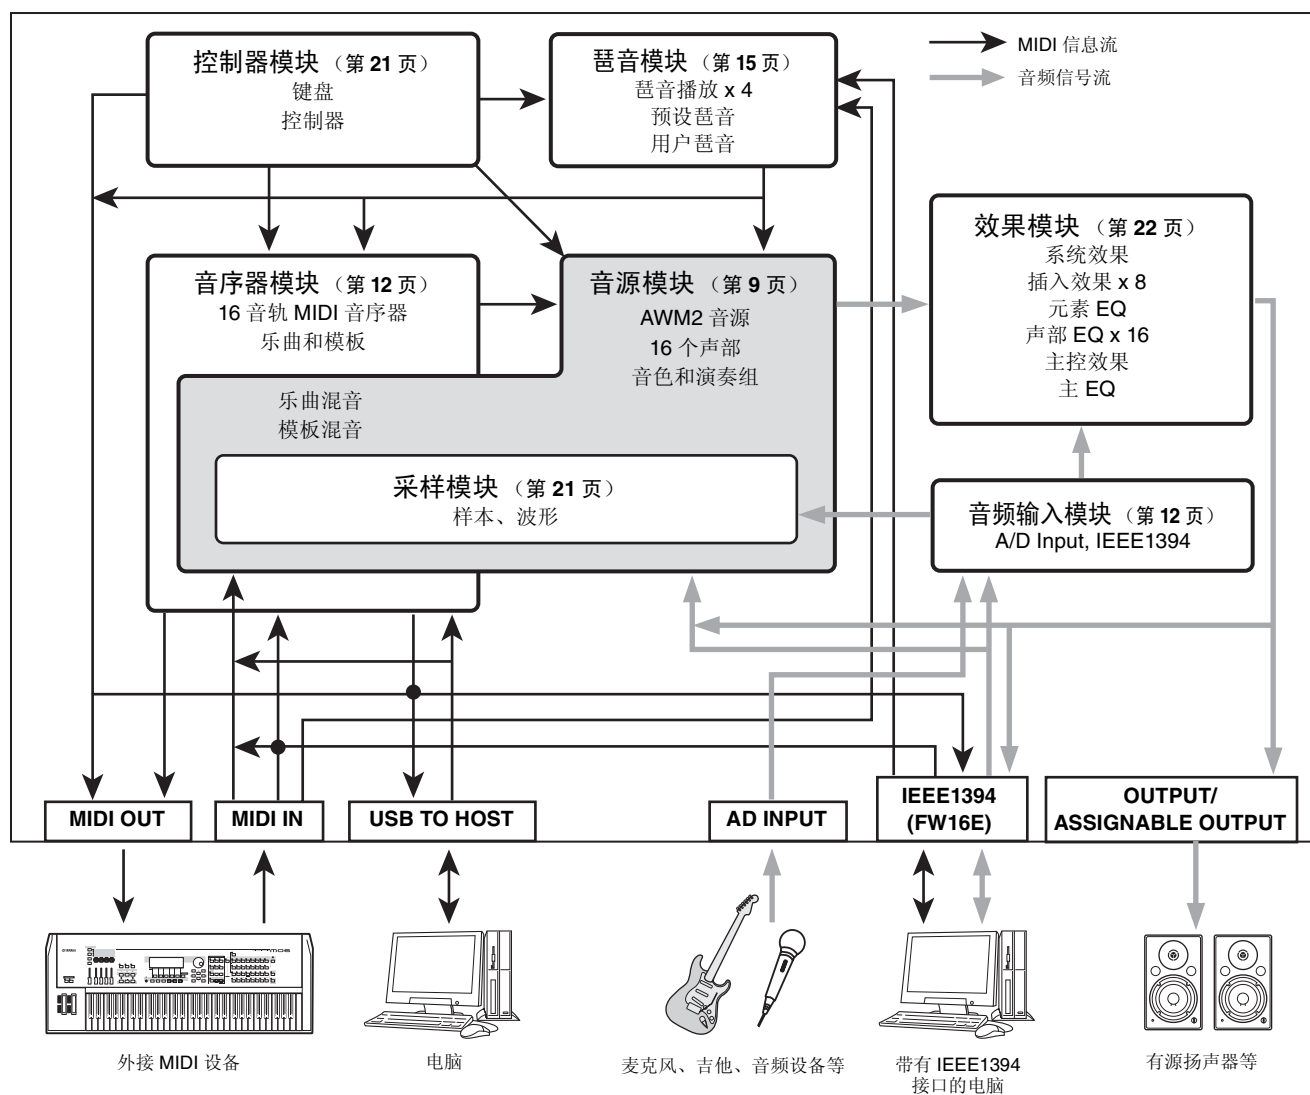 控制器模块（第 21 页）
键盘
控制器
琶音模块（第 15 页）
琶音播放 x 4
预设琶音
用户琶音
MIDI 信息流
音频信号流
音序器模块（第 12 页）
16 音轨 MIDI 音序器
乐曲和模板
音源模块（第 9 页）
AWM2 音源
16 个声部
音色和演奏组
乐曲混音
模板混音
采样模块（第 21 页）
样本、波形
效果模块（第 22 页）
系统效果
插入效果 x 8
元素 EQ
声部 EQ x 16
主控效果
主 EQ
音频输入模块（第 12 页）
A/D Input, IEEE1394
MIDI OUT
MIDI IN
USB TO HOST
AD INPUT
IEEE1394
(FW16E)
OUTPUT/
ASSIGNABLE OUTPUT
外接 MIDI 设备
电脑
麦克风、吉他、音频设备等
带有 IEEE1394
接口的电脑
有源扬声器等